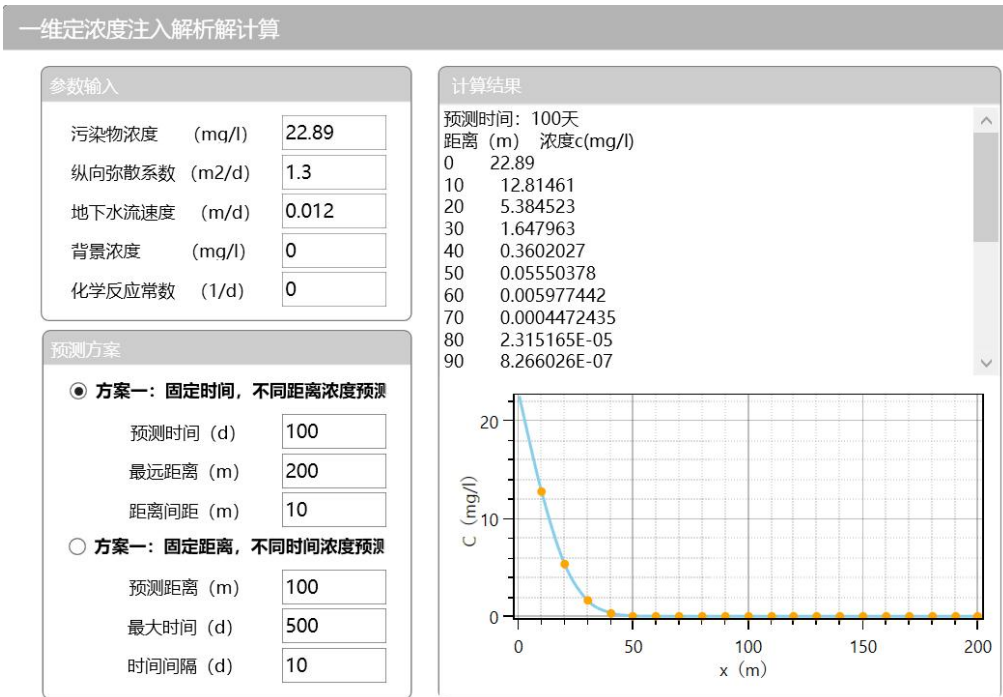 一维定浓度注入解析解计算
参数输入
污染物浓度 (mg/l) 22.89
纵向弥散系数 (m2/d) 1.3
地下水流速度 (m/d) 0.012
背景浓度 (mg/l) 0
化学反应常数 (1/d) 0
预测方案
方案一：固定时间，不同距离浓度预测
预测时间 (d) 100
最远距离 (m) 200
距离间距 (m) 10
方案一：固定距离，不同时间浓度预测
预测距离 (m) 100
最大时间 (d) 500
时间间隔 (d) 10
计算结果
预测时间：100天
距离（m） 浓度c(mg/l)
0 22.89
10 12.81461
20 5.384523
30 1.647963
40 0.3602027
50 0.05550378
60 0.005977442
70 0.0004472435
80 2.315165E-05
90 8.266026E-07
20
10
0
C（mg/l）
0 50 100 150 200
x（m）